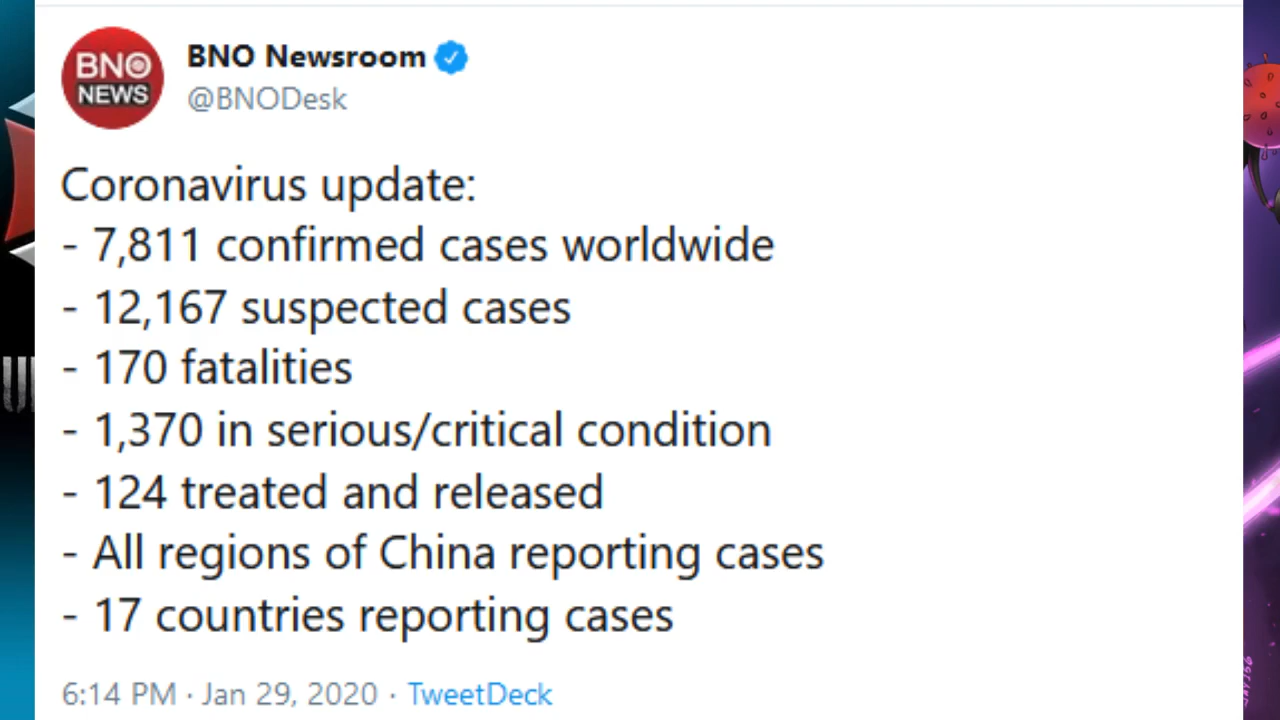 BNO
NEWS
BNO Newsroom
@BNODesk
Coronavirus update:
- 7,811 confirmed cases worldwide
- 12,167 suspected cases
- 170 fatalities
- 1,370 in serious/critical condition
- 124 treated and released
- All regions of China reporting cases
- 17 countries reporting cases
6:14 PM · Jan 29, 2020 · TweetDeck